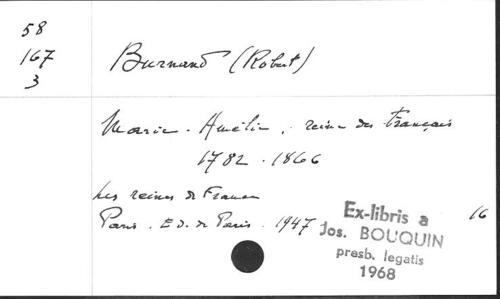 58
167
3
Burnand (Robert)
Marie-Amélie, reine des Français
1782-1866
Les reines de France
Paris. Ed. de Paris. 1947
16
Ex-libris a
Jos. BOUQUIN
presb. legatis
1968